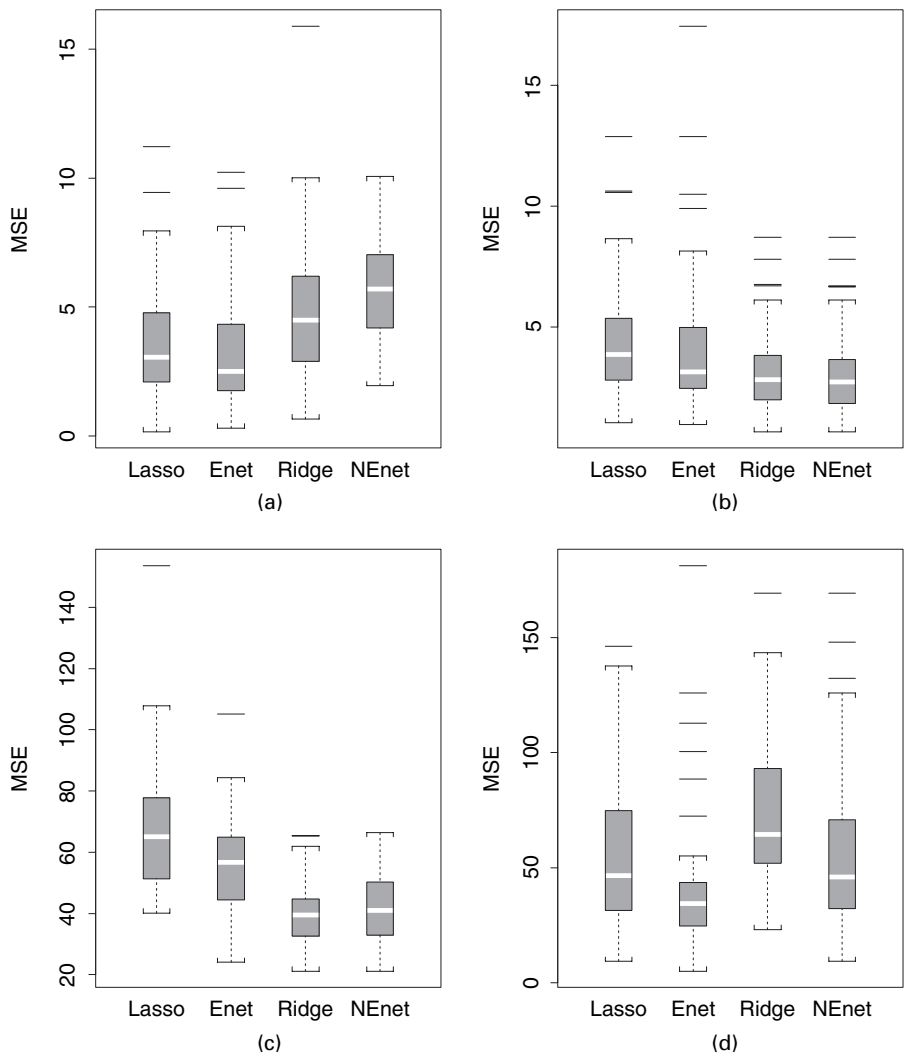 MSE
15
10
5
0
Lasso Enet Ridge NEnet
(a)
MSE
15
10
5
Lasso Enet Ridge NEnet
(b)
MSE
140
120
100
80
60
40
20
Lasso Enet Ridge NEnet
(c)
MSE
150
100
50
0
Lasso Enet Ridge NEnet
(d)